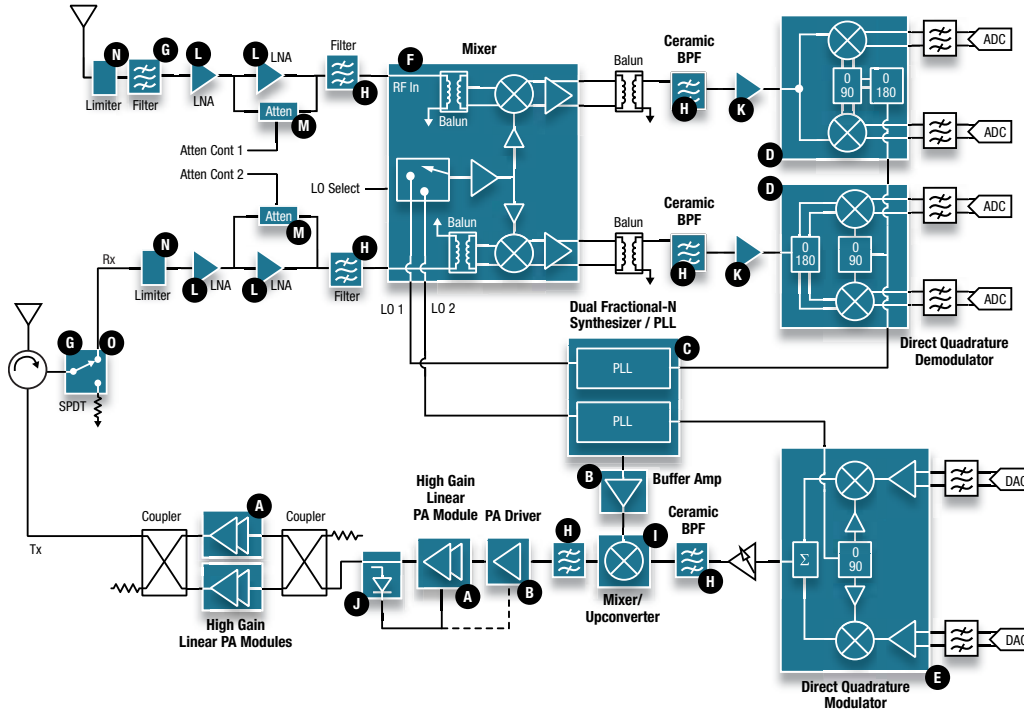 N
G
L
L
LNA
Limiter
Filter
LNA
Atten
M
Atten Cont 1
Filter
H
Mixer
F
RF In
Balun
LO Select
Balun
Balun
Ceramic
BPF
H
K
0
90
0
180
D
ADC
ADC
Atten Cont 2
Atten
M
Rx
N
Limiter
L
LNA
L
LNA
H
Filter
LO 1
LO 2
Balun
Ceramic
BPF
H
K
D
0
180
0
90
ADC
ADC
Direct Quadrature
Demodulator
Dual Fractional-N
Synthesizer / PLL
C
PLL
PLL
G
O
SPDT
B
Buffer Amp
Tx
Coupler
A
Coupler
High Gain
Linear PA Modules
J
High Gain
Linear
PA Module
A
PA Driver
B
H
I
Mixer/
Upconverter
Ceramic
BPF
H
Σ
0
90
DAC
DAC
E
Direct Quadrature
Modulator